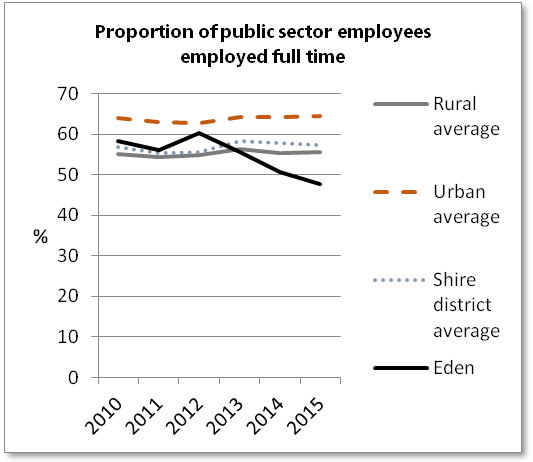 Proportion of public sector employees
employed full time
70
60
50
40
30
20
10
0
%
2010
2011
2012
2013
2014
2015
Rural
average
Urban
average
Shire
district
average
Eden